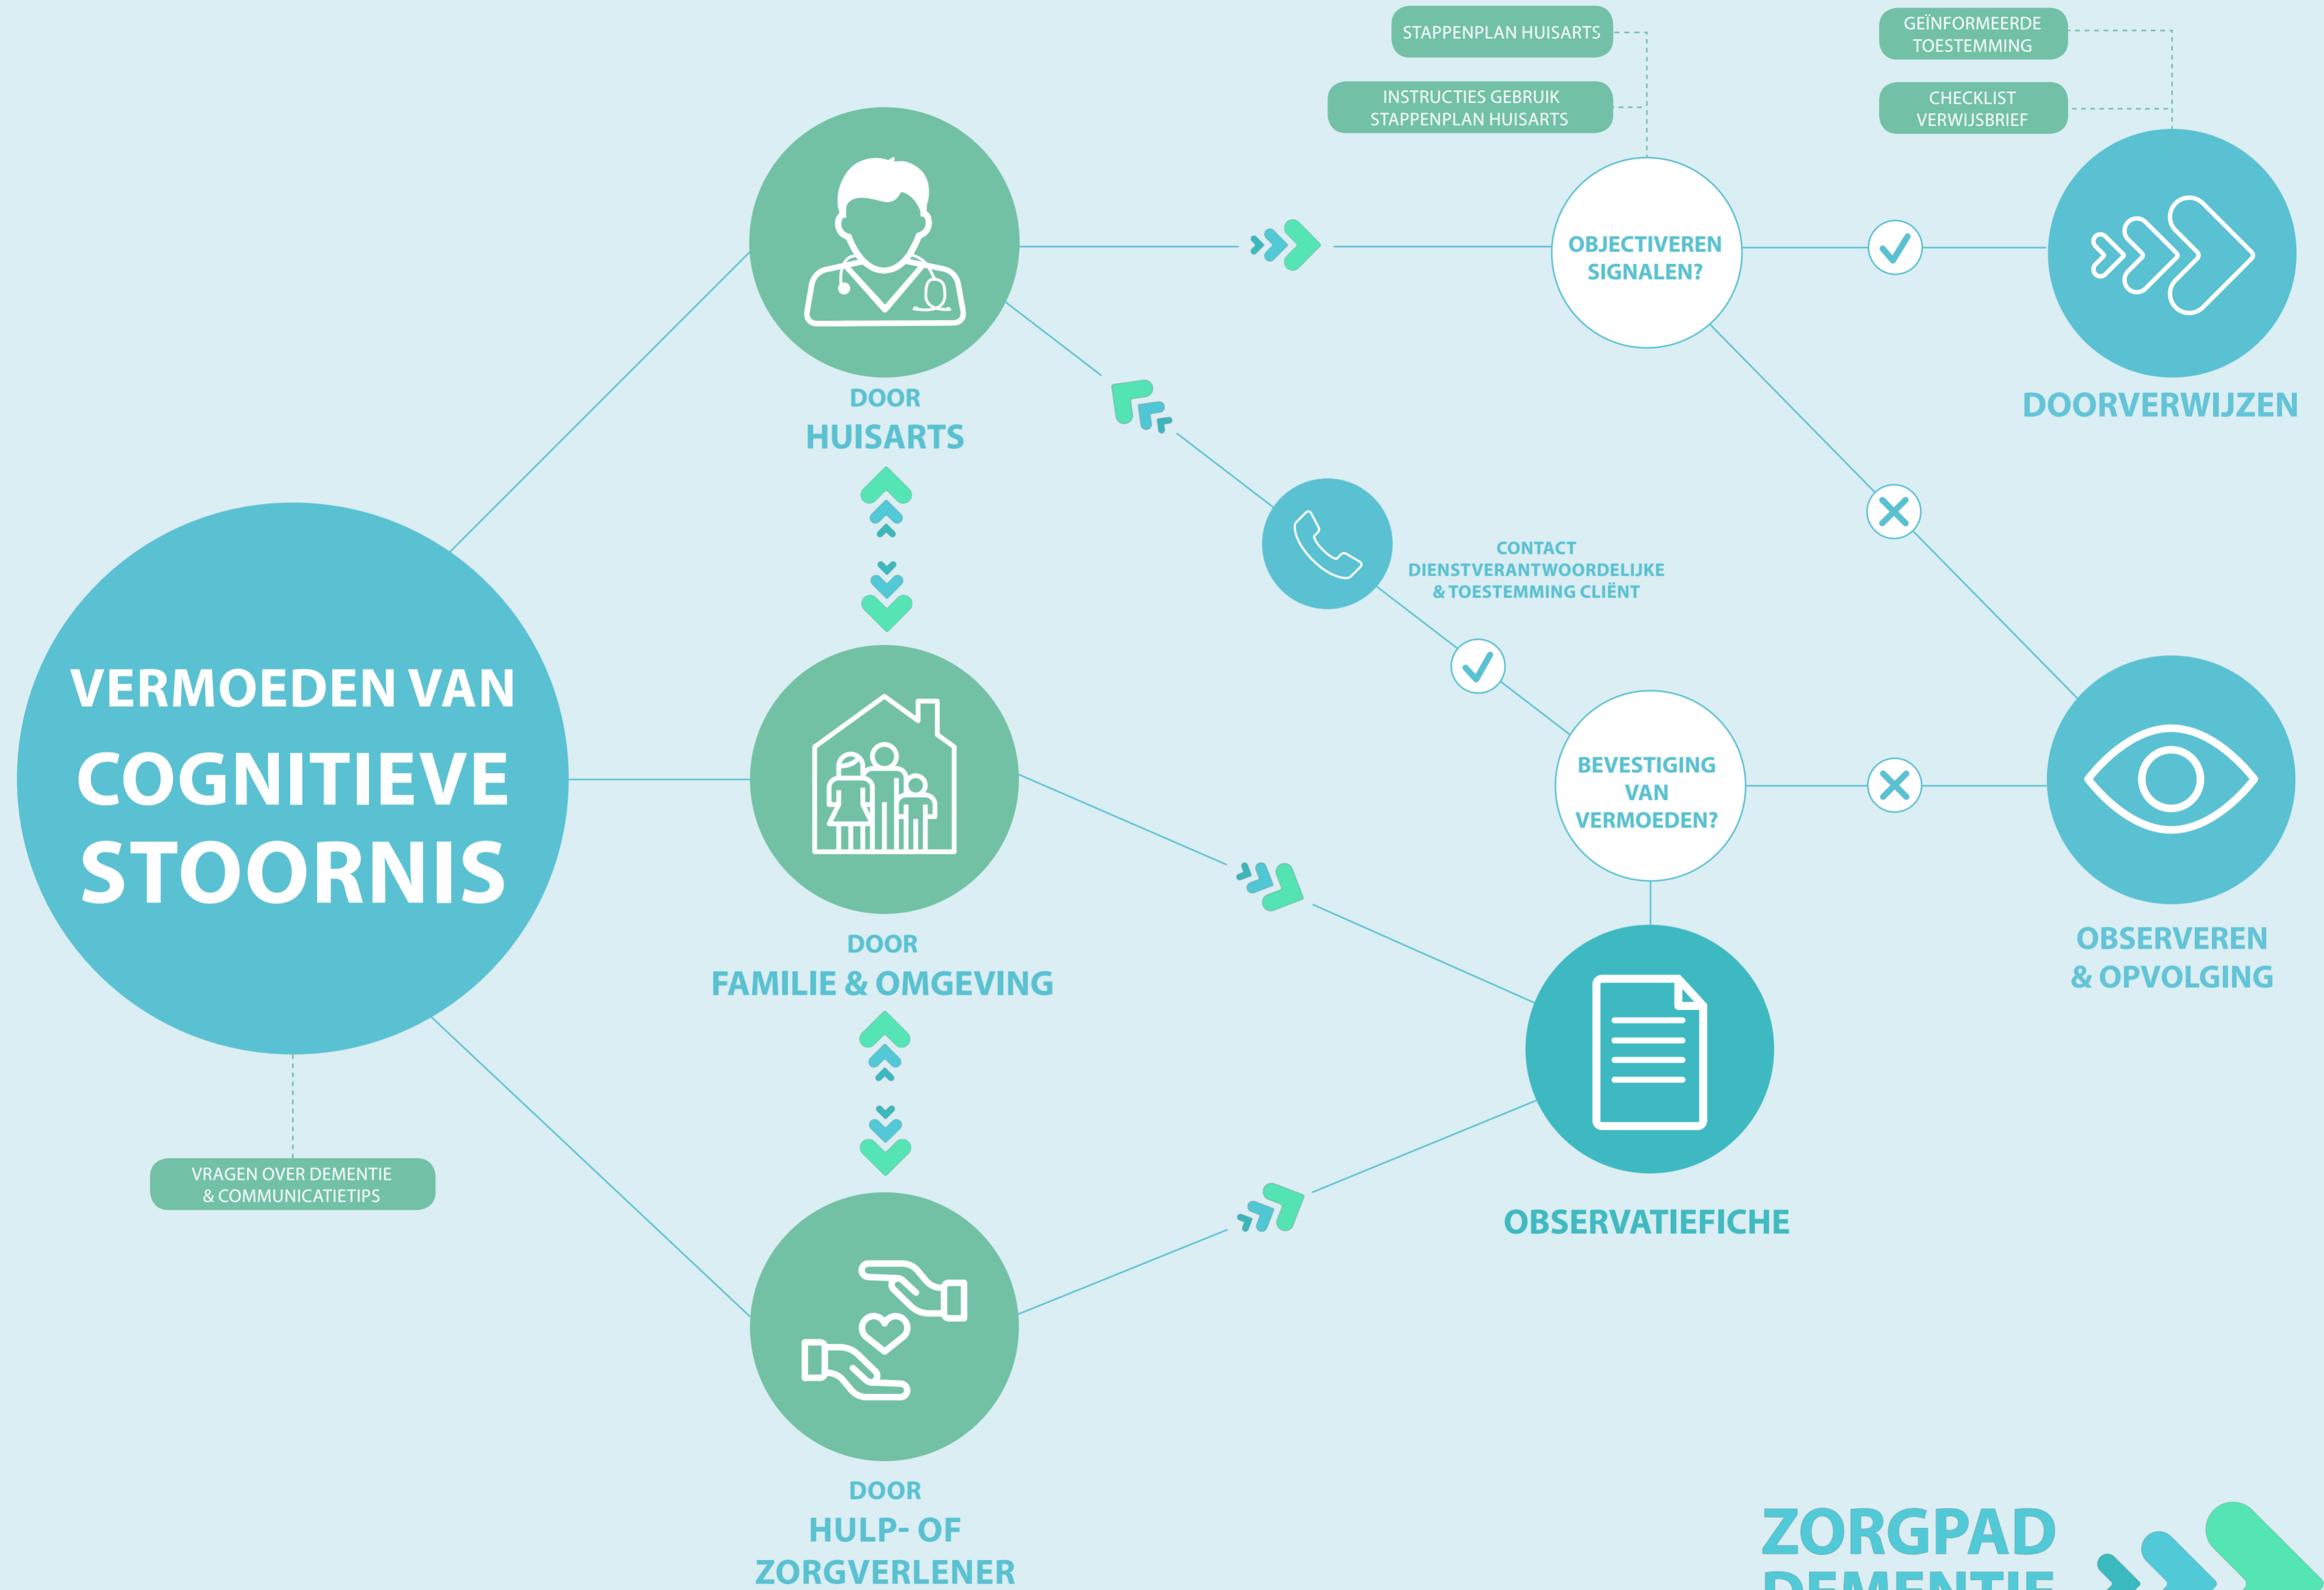 STAPPENPLAN HUISARTS
INSTRUCTIES GEBRUIK
STAPPENPLAN HUISARTS
GEÏNFORMEERDE
TOESTEMMING
CHECKLIST
VERWIJSBRIEF
OBJECTIVEREN
SIGNALEN?
DOORVERWIJZEN
DOOR
HUISARTS
CONTACT
DIENSTVERANTWOORDELIJKE
& TOESTEMMING CLIËNT
VERMOEDEN VAN
COGNITIEVE
STOORNIS
BEVESTIGING
VAN
VERMOEDEN?
DOOR
FAMILIE & OMGEVING
OBSERVEREN
& OPVOLGING
VRAGEN OVER DEMENTIE
& COMMUNICATIETIPS
OBSERVATIEFICHE
DOOR
HULP- OF
ZORGVERLENER
ZORGPAD
DEMENTIE